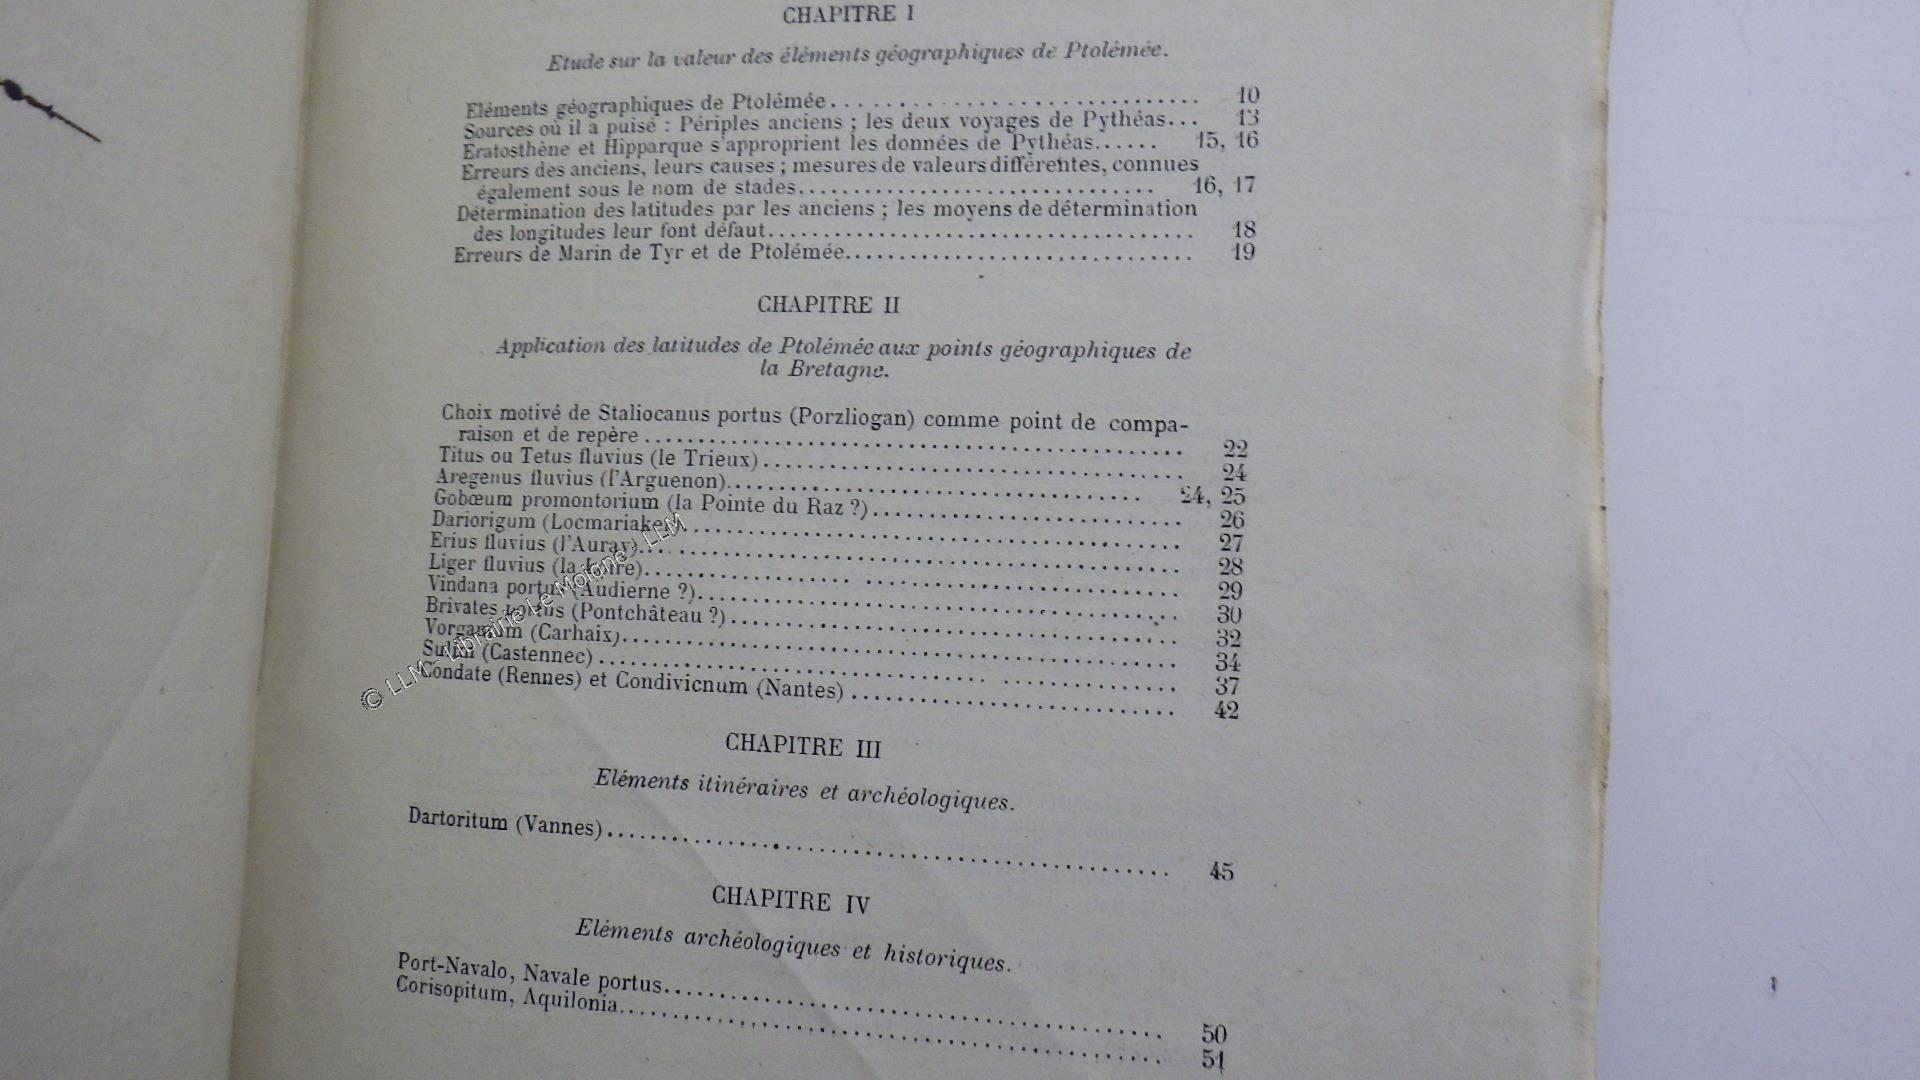 CHAPITRE I
Etude sur la valeur des éléments géographiques de Ptolémée.
Eléments géographiques de Ptolémée.............................. 10
Sources où il a puisé : Périples anciens ; les deux voyages de Pythéas... 13
Eratosthène et Hipparque s'approprient les données de Pythéas...... 15, 16
Erreurs des anciens, leurs causes ; mesures de valeurs différentes, connues
également sous le nom de stades.................................. 16, 17
Détermination des latitudes par les anciens ; les moyens de détermination
des longitudes leur font défaut........................................ 18
Erreurs de Marin de Tyr et de Ptolémée................................. 19
CHAPITRE II
Application des latitudes de Ptolémée aux points géographiques de
la Bretagne.
Choix motivé de Staliocanus portus (Porzliogan) comme point de compa-
raison et de repère .................................................... 22
Titus ou Tetus fluvius (le Trieux)........................................ 24
Aregenus fluvius (l'Arguenon)........................................ 24, 25
Gobœum promontorium (la Pointe du Raz ?).............................. 26
Dariorigum (Locmariaker)................................................ 27
Erius fluvius (l'Auray).................................................... 28
Liger fluvius (la Loire).................................................... 29
Vindana portus (Audierne ?).............................................. 30
Brivates portus (Pontchâteau ?)........................................... 32
Vorganium (Carhaix)..................................................... 34
Sulim (Castennec)....................................................... 37
Condate (Rennes) et Condivicnum (Nantes) .............................. 42
CHAPITRE III
Eléments itinéraires et archéologiques.
Dartoritum (Vannes)..................................................... 45
CHAPITRE IV
Eléments archéologiques et historiques.
Port-Navalo, Navale portus............................................... 50
Corisopitum, Aquilonia................................................... 51
© LLM - Librairie Le Moigne - LLM